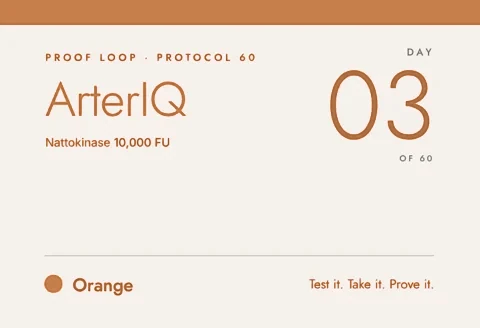 PROOF LOOP · PROTOCOL 60
ArterIQ
Nattokinase 10,000 FU
DAY
03
OF 60
Orange
Test it. Take it. Prove it.